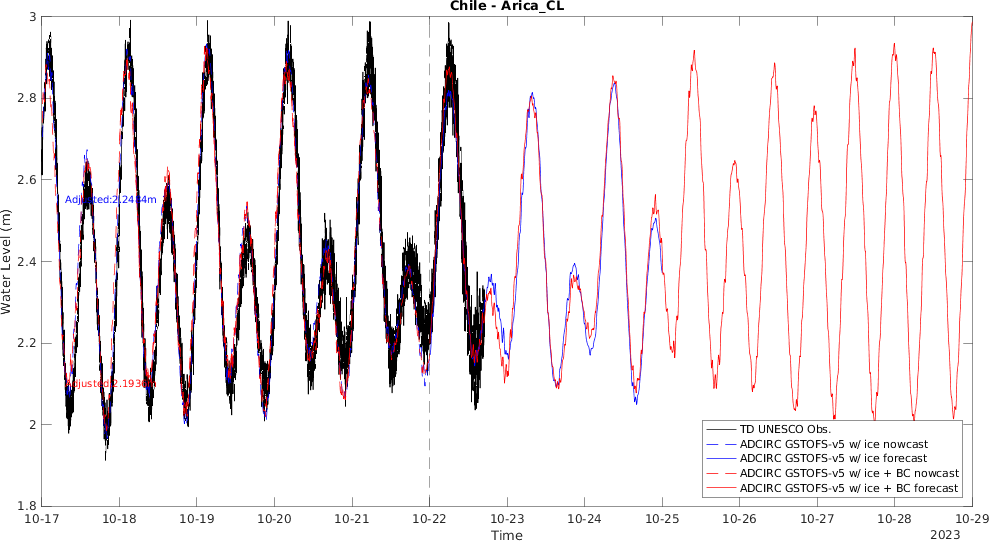 Chile - Arica_CL
3
2.8
2.6
2.4
2.2
2
1.8
Water Level (m)
Adjusted:2.2484m
Adjusted:2.1936
10-17
10-18
10-19
10-20
10-21
10-22
10-23
10-24
10-25
10-26
10-27
10-28
10-29
Time
2023
TD UNESCO Obs.
ADCIRC GSTOFS-v5 w/ ice nowcast
ADCIRC GSTOFS-v5 w/ ice forecast
ADCIRC GSTOFS-v5 w/ ice + BC nowcast
ADCIRC GSTOFS-v5 w/ ice + BC forecast